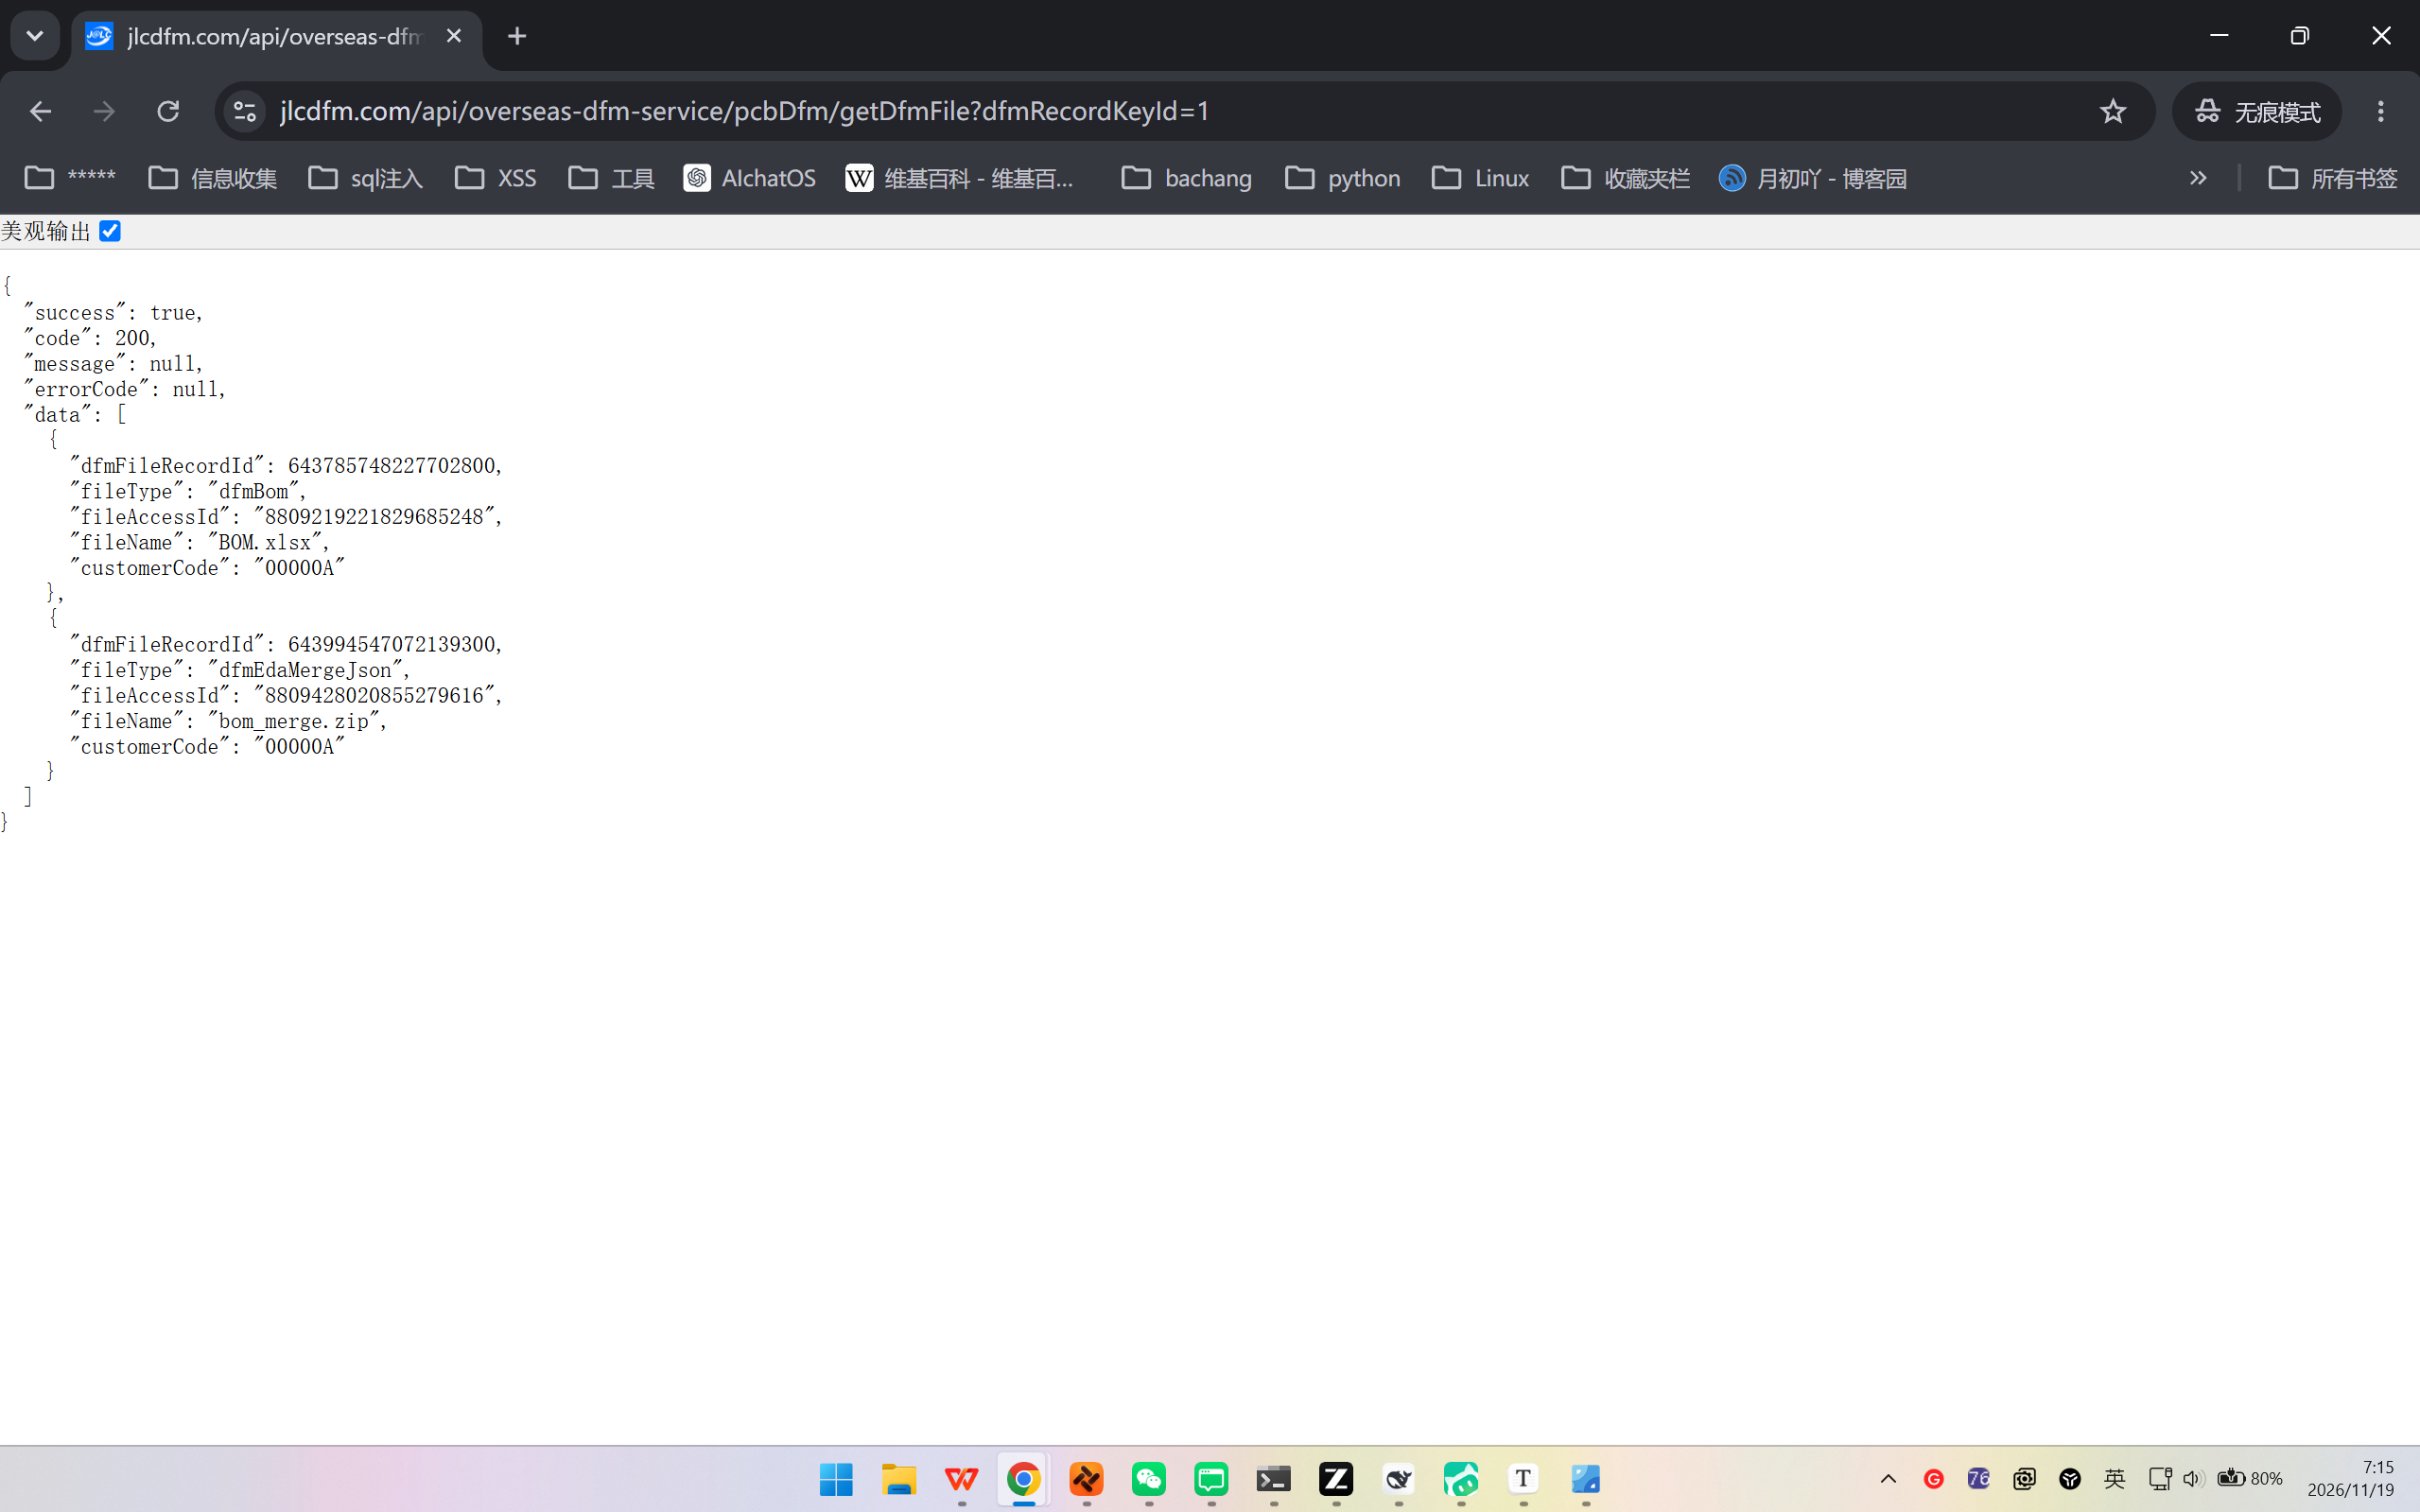 jlcdfm.com/api/overseas-dfm
jlcdfm.com/api/overseas-dfm-service/pcbDfm/getDfmFile?dfmRecordKeyId=1
无痕模式
***** 信息收集 sql注入 XSS 工具 AIchatOS 维基百科 - 维基百... bachang python Linux 收藏夹栏 月初吖 - 博客园 » 所有书签
美观输出
{
"success": true,
"code": 200,
"message": null,
"errorCode": null,
"data": [
{
"dfmFileRecordId": 643785748227702800,
"fileType": "dfmBom",
"fileAccessId": "8809219221829685248",
"fileName": "BOM.xlsx",
"customerCode": "00000A"
},
{
"dfmFileRecordId": 643994547072139300,
"fileType": "dfmEdaMergeJson",
"fileAccessId": "8809428020855279616",
"fileName": "bom_merge.zip",
"customerCode": "00000A"
}
]
}
76 英 80% 7:15
2026/11/19